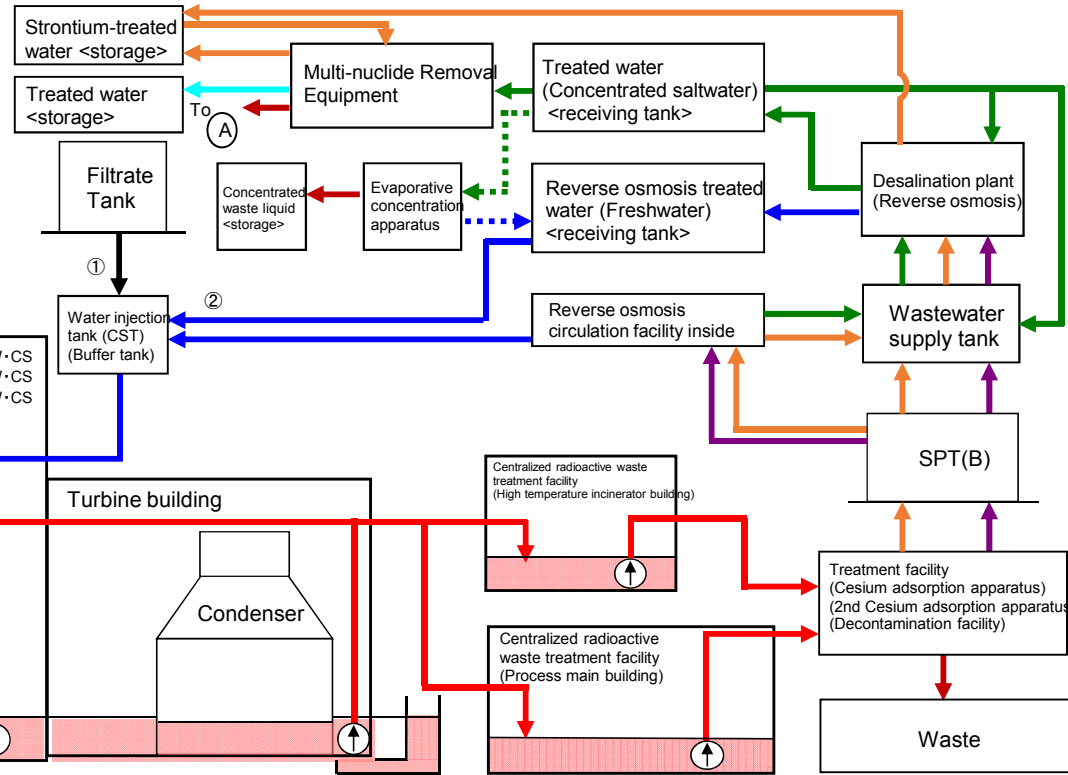 Strontium-treated
water <storage>
Multi-nuclide Removal
Equipment
Treated water
(Concentrated saltwater)
<receiving tank>
Treated water
<storage>
To
A
Filtrate
Tank
Concentrated
waste liquid
<storage>
Evaporative
concentration
apparatus
Reverse osmosis treated
water (Freshwater)
<receiving tank>
Desalination plant
(Reverse osmosis)
①
②
Water injection
tank (CST)
(Buffer tank)
Reverse osmosis
circulation facility inside
Wastewater
supply tank
・CS
・CS
・CS
SPT(B)
Turbine building
Centralized radioactive waste
treatment facility
(High temperature incinerator building)
Condenser
Treatment facility
(Cesium adsorption apparatus)
(2nd Cesium adsorption apparatus
(Decontamination facility)
Centralized radioactive
waste treatment facility
(Process main building)
Waste